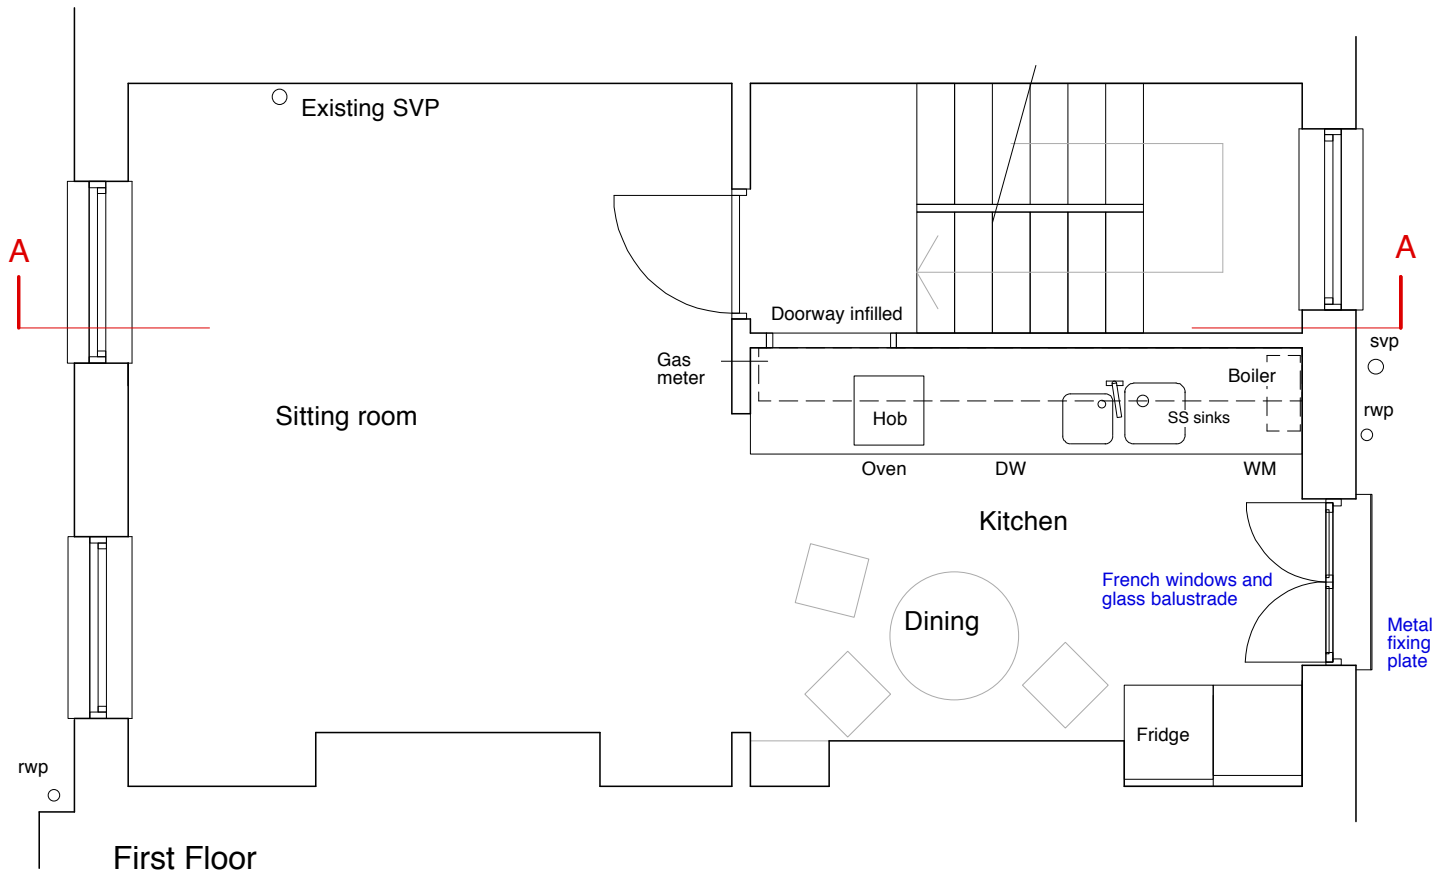 Existing SVP
A
A
Doorway infilled
svp
Gas
meter
Boiler
rwp
Sitting room
Hob
SS sinks
Oven
DW
WM
Kitchen
French windows and
glass balustrade
Dining
Metal
fixing
plate
Fridge
rwp
First Floor